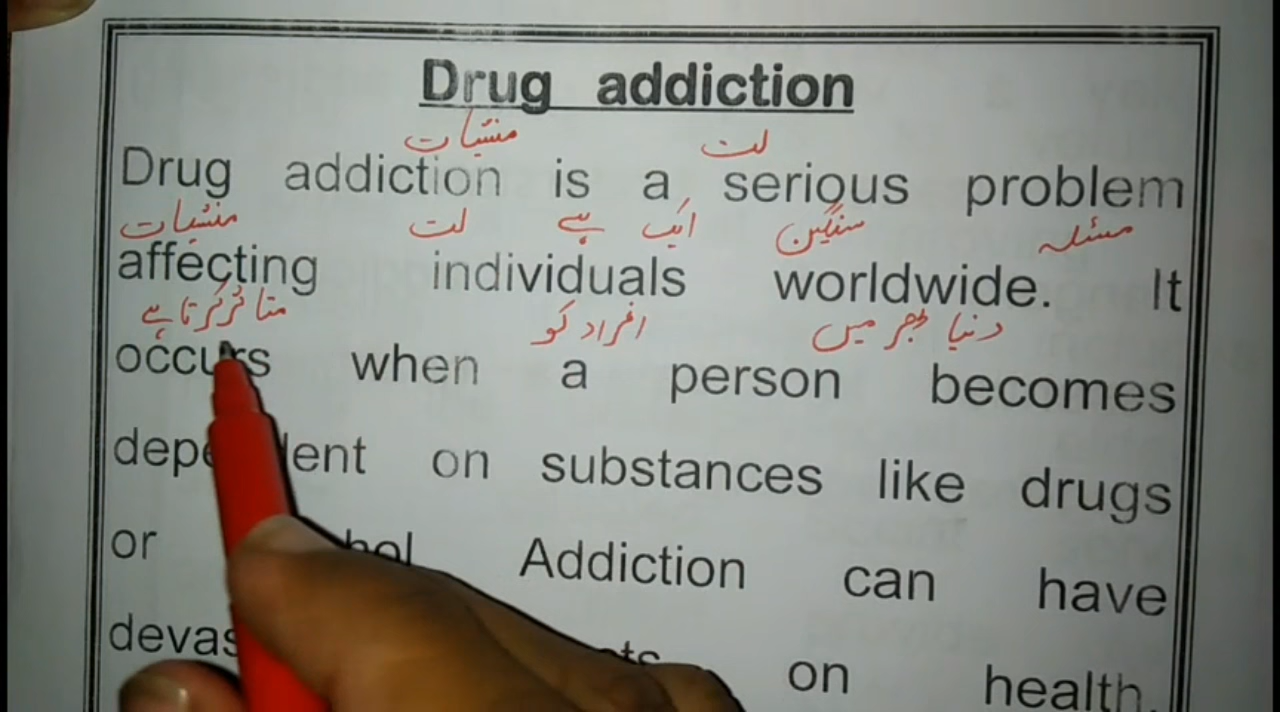 Drug addiction
منشیات لت
Drug addiction is a serious problem
منشیات لت ہے ایک سنگین مسئلہ
affecting individuals worldwide. It
متاثر کرتا ہے افراد کو دنیا بھر میں
occurs when a person becomes
on substances like drugs
or Addiction can have
on health.